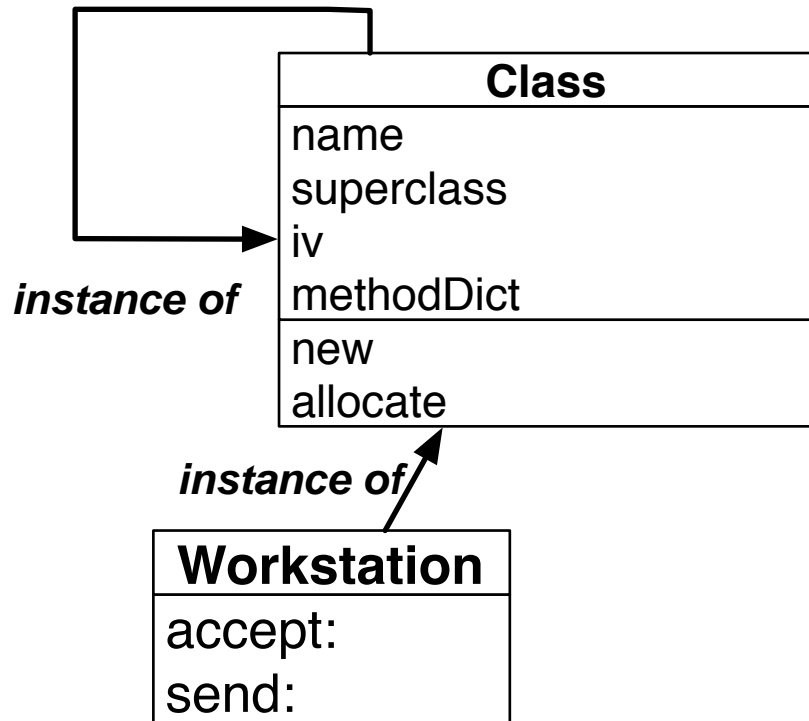 Class
name
superclass
iv
methodDict
instance of
new
allocate
instance of
Workstation
accept:
send: